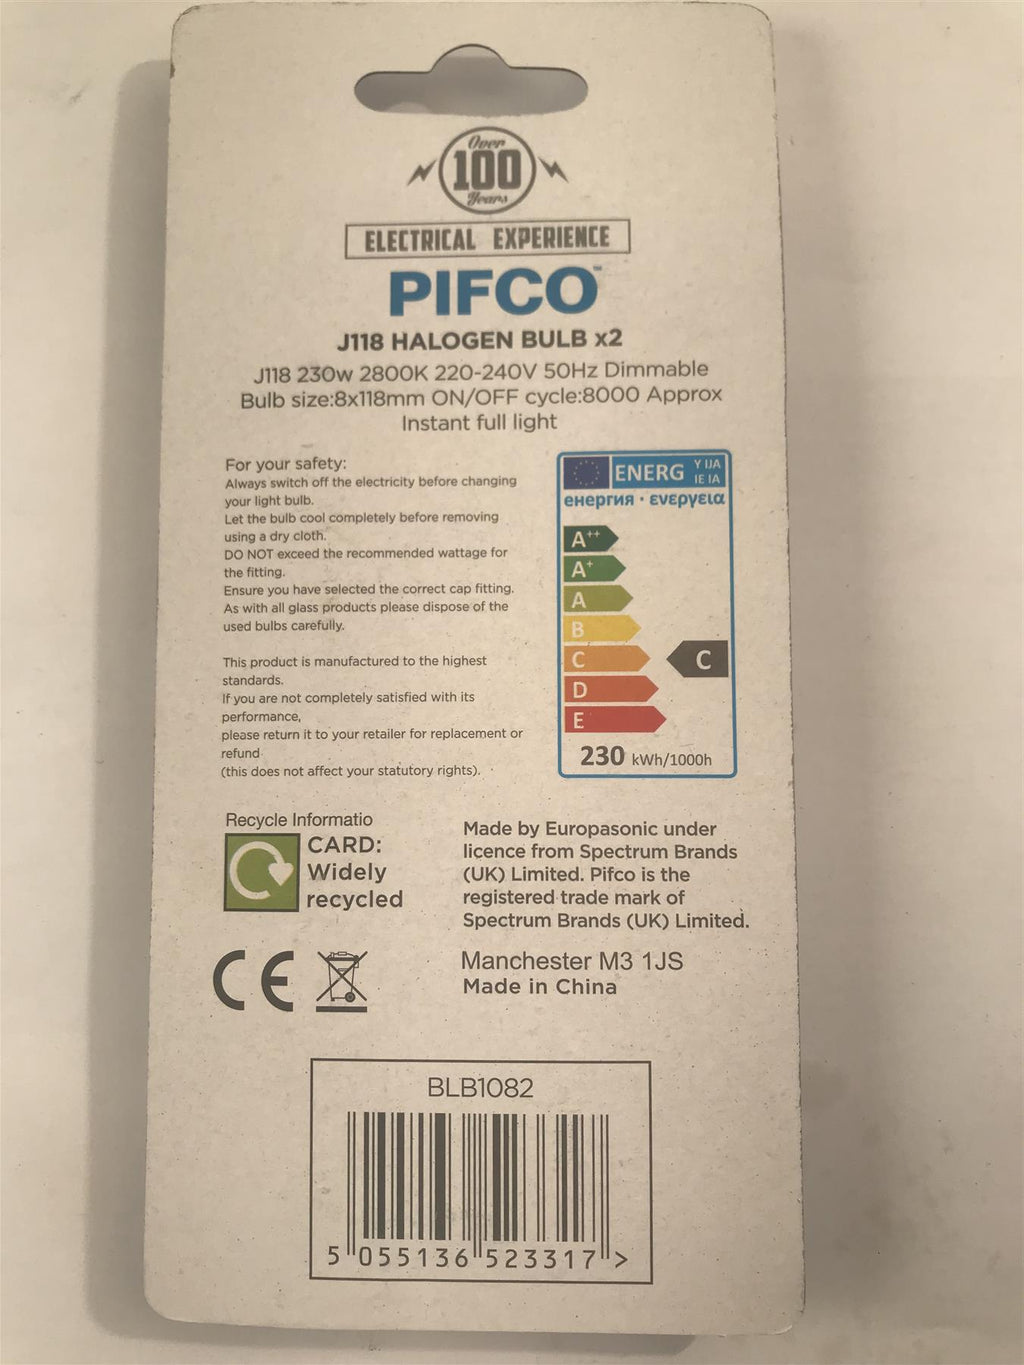 Over
100
Years
ELECTRICAL EXPERIENCE
PIFCO™
J118 HALOGEN BULB x2
J118 230w 2800K 220-240V 50Hz Dimmable
Bulb size:8x118mm ON/OFF cycle:8000 Approx
Instant full light
For your safety:
Always switch off the electricity before changing
your light bulb.
Let the bulb cool completely before removing
using a dry cloth.
DO NOT exceed the recommended wattage for
the fitting.
Ensure you have selected the correct cap fitting.
As with all glass products please dispose of the
used bulbs carefully.
This product is manufactured to the highest
standards.
If you are not completely satisfied with its
performance,
please return it to your retailer for replacement or
refund
(this does not affect your statutory rights).
ENERG Y IJA
IE IA
енергия · ενεργεια
A++
A+
A
B
C
C
D
E
230 kWh/1000h
Recycle Informatio
CARD:
Widely
recycled
Made by Europasonic under
licence from Spectrum Brands
(UK) Limited. Pifco is the
registered trade mark of
Spectrum Brands (UK) Limited.
Manchester M3 1JS
Made in China
CE
BLB1082
5 055136 523317 >